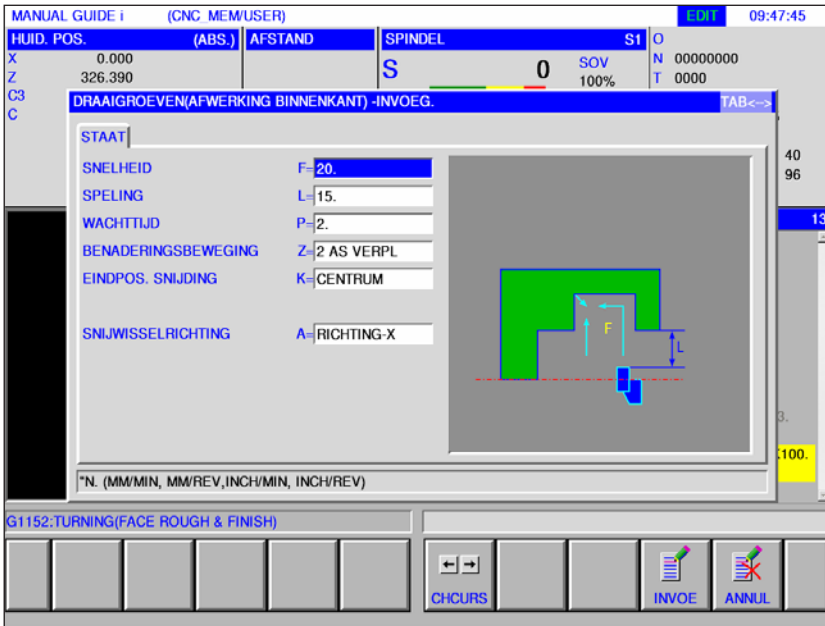 MANUAL GUIDE i (CNC_MEM/USER) EDIT 09:47:45
HUID. POS. (ABS.) AFSTAND SPINDEL S1 O
X 0.000 S 0 SOV N 00000000
Z 326.390 100% T 0000
C3
C
DRAAIGROEVEN(AFWERKING BINNENKANT) -INVOEG. TAB<-->
STAAT
40
96
SNELHEID F= 20.
SPELING L= 15.
WACHTTIJD P= 2.
13
BENADERINGSBEWEGING Z= 2 AS VERPL
EINDPOS. SNIJDING K= CENTRUM
SNIJWISSELRICHTING A= RICHTING-X
F
L
3.
100.
"N. (MM/MIN, MM/REV,INCH/MIN, INCH/REV)
G1152:TURNING(FACE ROUGH & FINISH)
CHCURS INVOE ANNUL